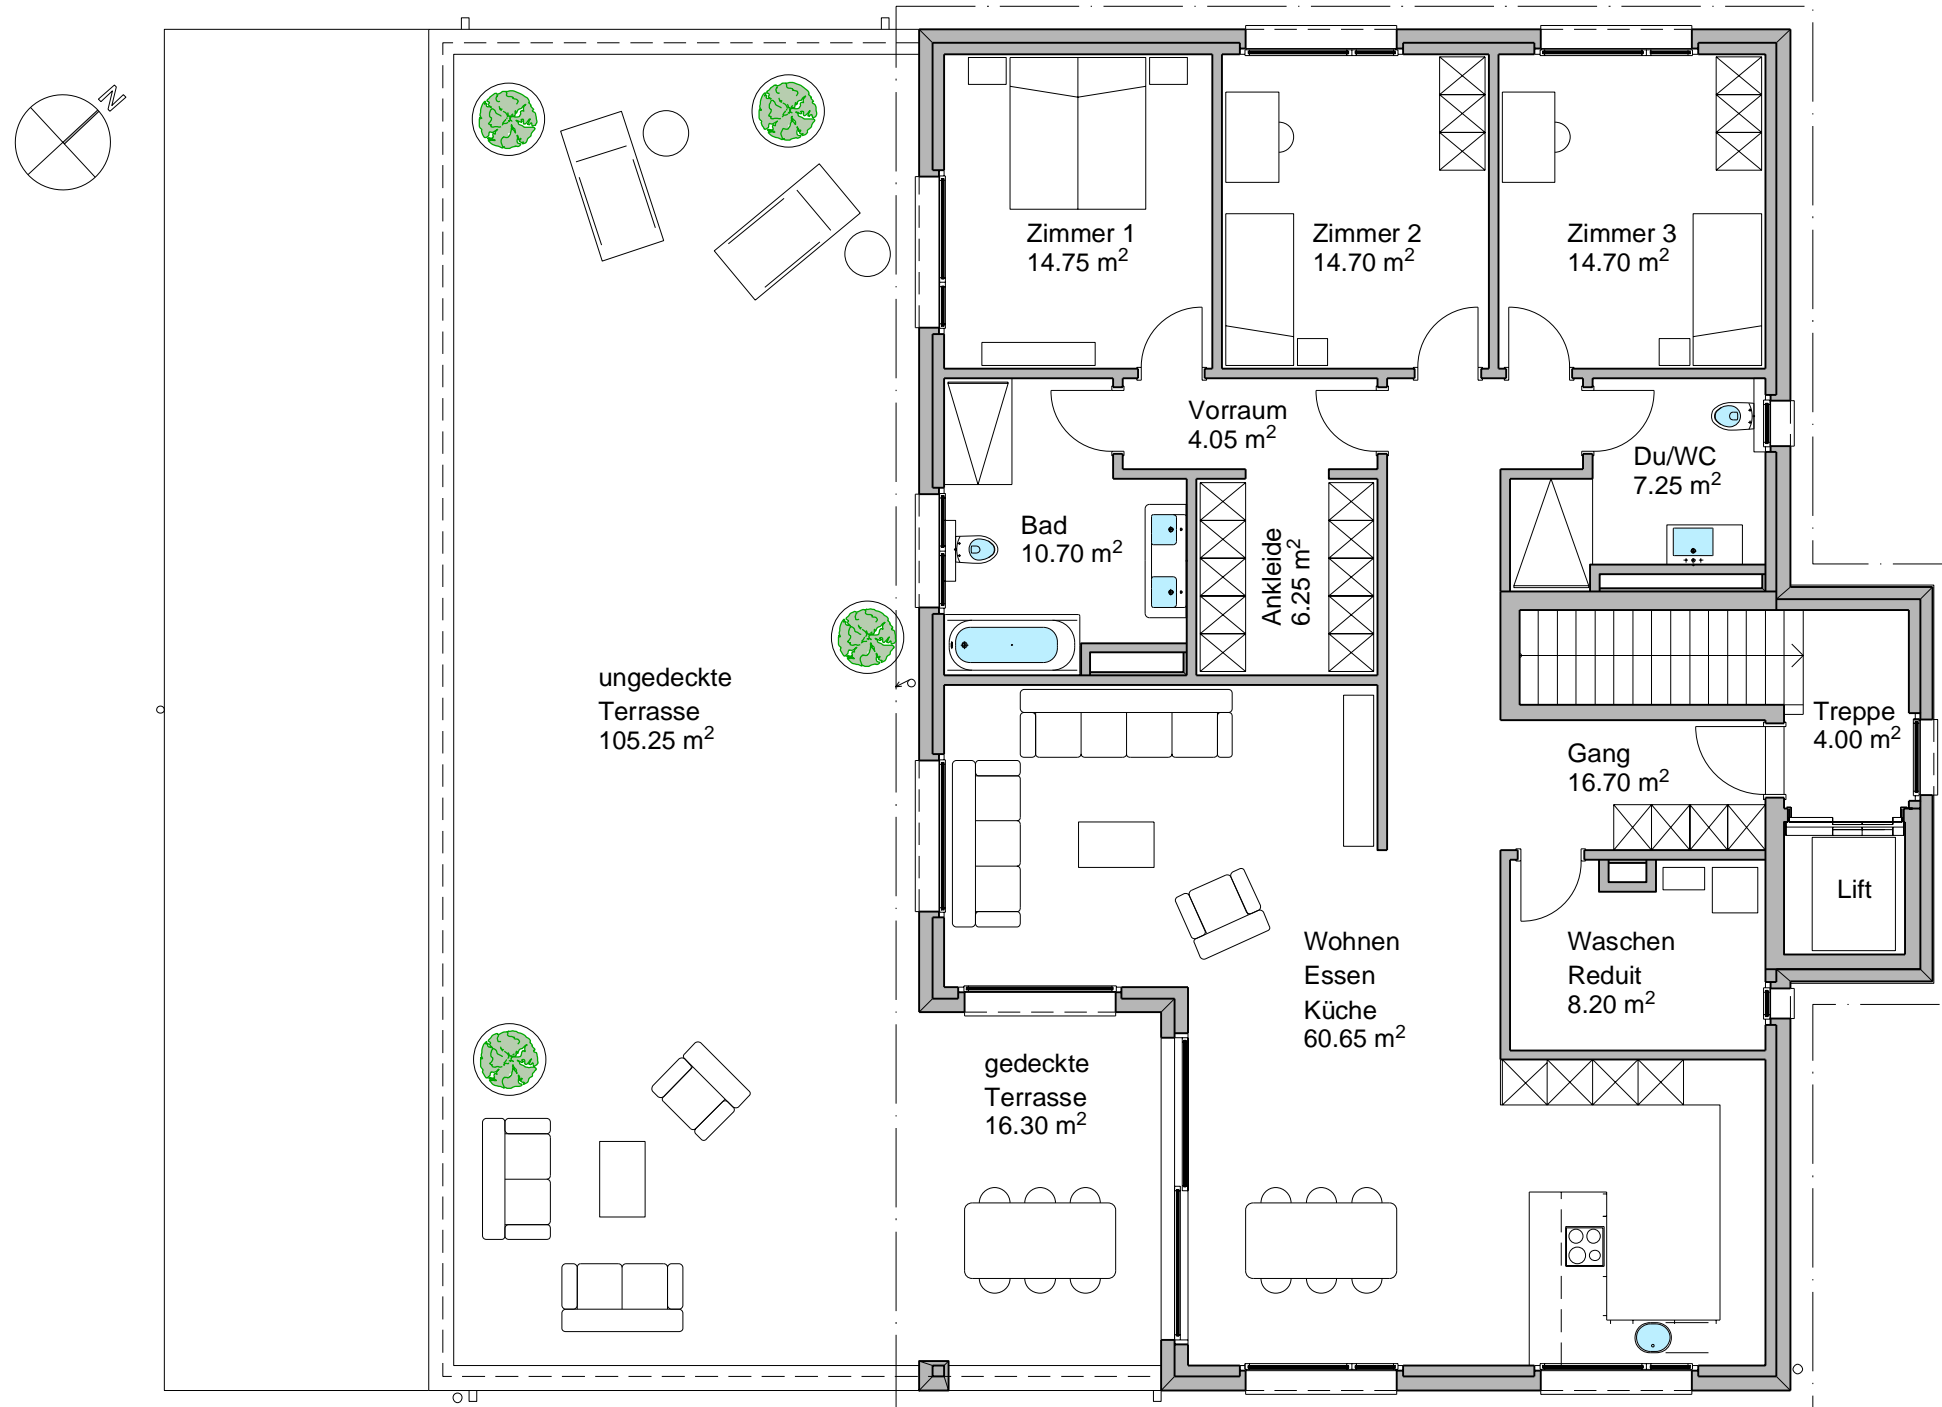 N
Zimmer 1
14.75 m²
Zimmer 2
14.70 m²
Zimmer 3
14.70 m²
Vorraum
4.05 m²
Du/WC
7.25 m²
Bad
10.70 m²
Ankleide
6.25 m²
ungedeckte
Terrasse
105.25 m²
Treppe
4.00 m²
Gang
16.70 m²
Lift
Wohnen
Essen
Küche
60.65 m²
Waschen
Reduit
8.20 m²
gedeckte
Terrasse
16.30 m²